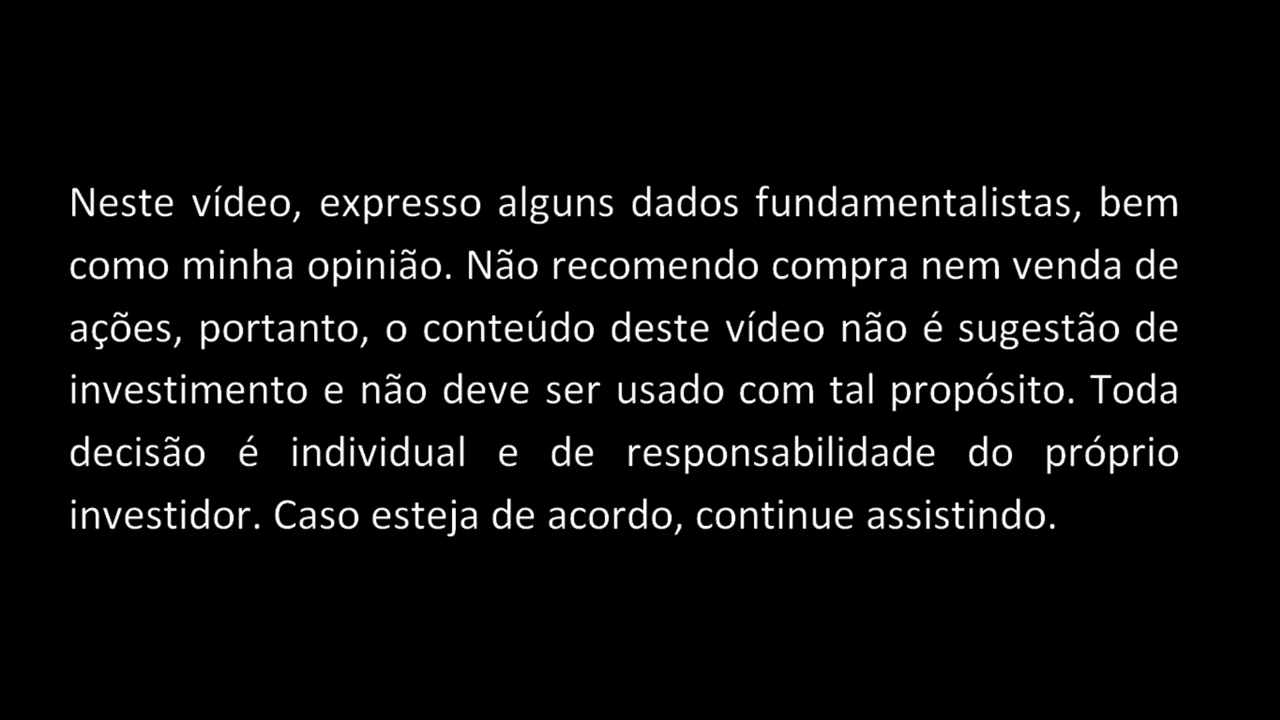 Neste vídeo, expresso alguns dados fundamentalistas, bem
como minha opinião. Não recomendo compra nem venda de
ações, portanto, o conteúdo deste vídeo não é sugestão de
investimento e não deve ser usado com tal propósito. Toda
decisão é individual e de responsabilidade do próprio
investidor. Caso esteja de acordo, continue assistindo.